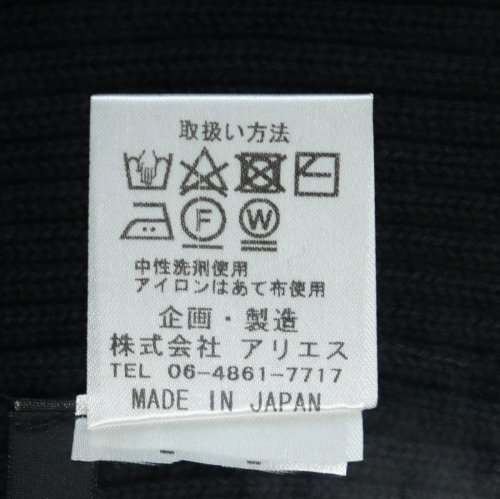 取扱い方法
F W
中性洗剤使用
アイロンはあて布使用
企画・製造
株式会社 アリエス
TEL 06-4861-7717
MADE IN JAPAN